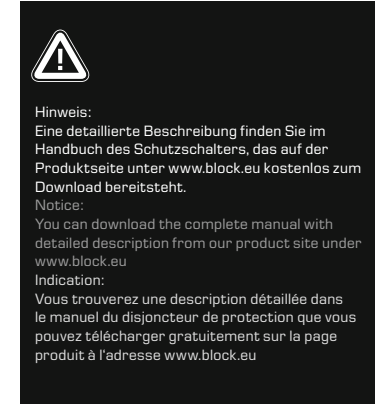 Hinweis:
Eine detaillierte Beschreibung finden Sie im
Handbuch des Schutzschalters, das auf der
Produktseite unter www.block.eu kostenlos zum
Download bereitsteht.
Notice:
You can download the complete manual with
detailed description from our product site under
www.block.eu
Indication:
Vous trouverez une description détaillée dans
le manuel du disjoncteur de protection que vous
pouvez télécharger gratuitement sur la page
produit à l'adresse www.block.eu